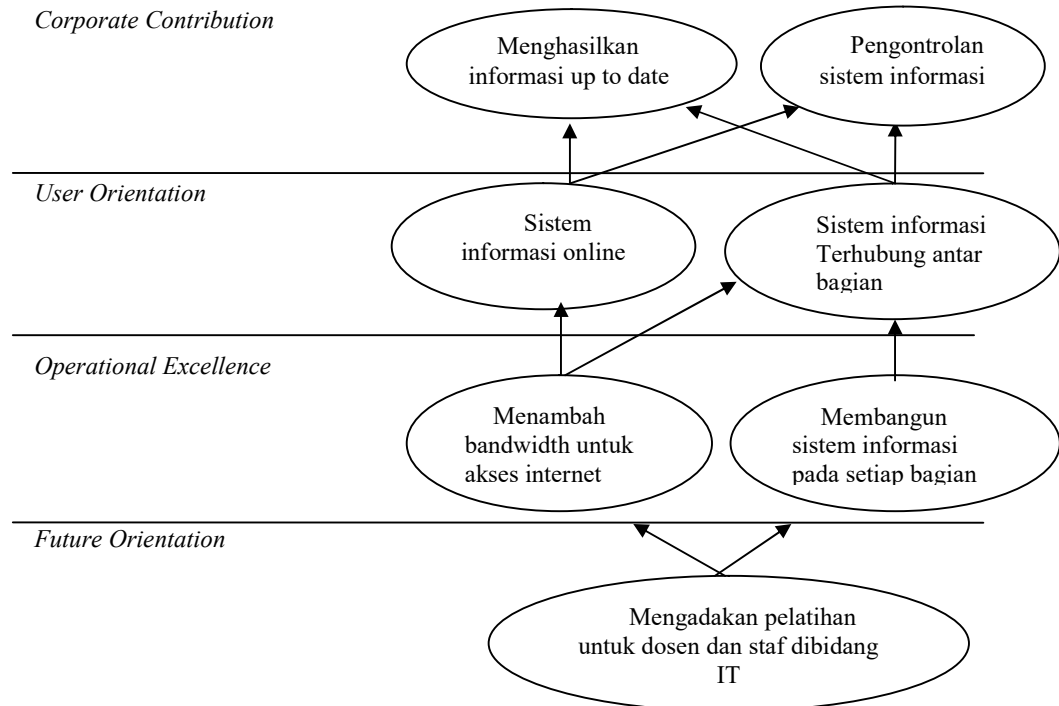 Corporate Contribution
Menghasilkan
informasi up to date
Pengontrolan
sistem informasi
User Orientation
Sistem
informasi online
Sistem informasi
Terhubung antar
bagian
Operational Excellence
Menambah
bandwidth untuk
akses internet
Membangun
sistem informasi
pada setiap bagian
Future Orientation
Mengadakan pelatihan
untuk dosen dan staf dibidang
IT